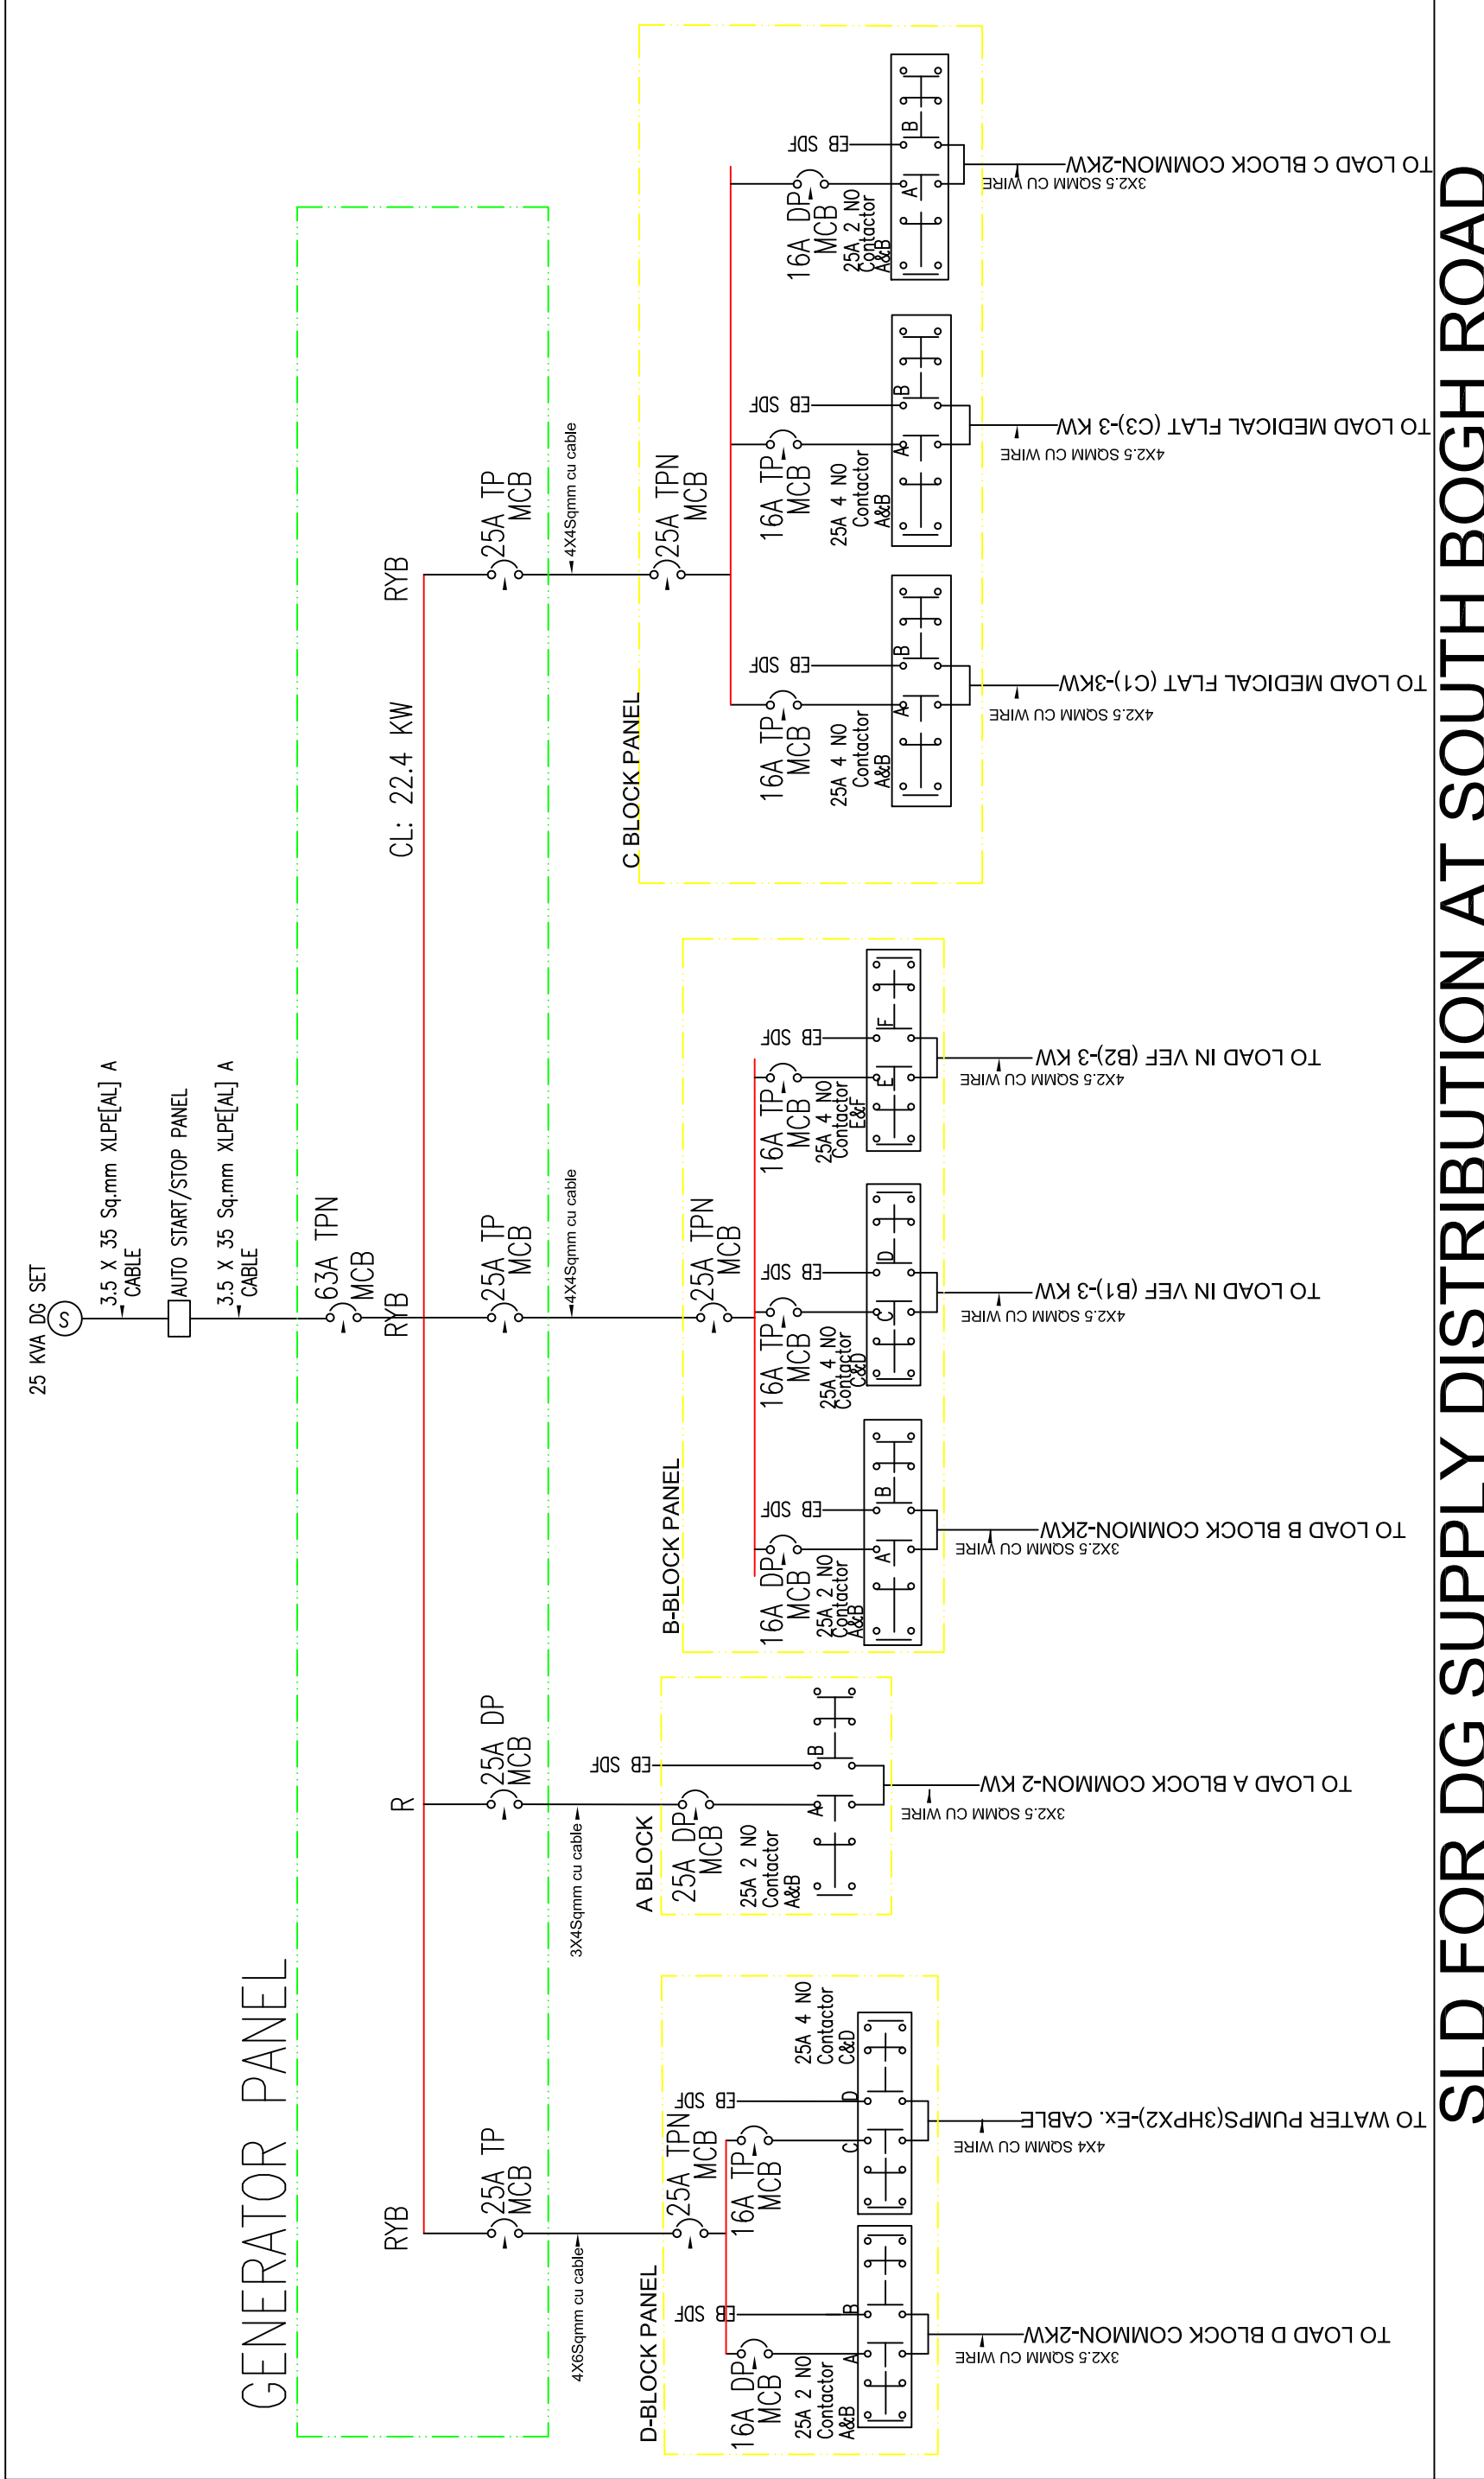 25 KVA DG SET
S
3.5 X 35 Sq.mm XLPE[AL] A
CABLE
AUTO START/STOP PANEL
3.5 X 35 Sq.mm XLPE[AL] A
CABLE
GENERATOR PANEL
63A TPN
MCB
RYB
R
RYB
CL: 22.4 KW
RYB
25A TP
MCB
25A DP
MCB
25A TP
MCB
25A TP
MCB
4X6Sqmm cu cable
3X4Sqmm cu cable
4X4Sqmm cu cable
4X4Sqmm cu cable
D-BLOCK PANEL
25A TPN
MCB
16A DP
MCB
25A 2 NO
Contactor
A&B
EB SDF
A
B
3X2.5 SQMM CU WIRE
TO LOAD D BLOCK COMMON-2KW
16A TP
MCB
25A 4 NO
Contactor
C&D
EB SDF
C
D
4X4 SQMM CU WIRE
TO WATER PUMPS(3HPX2)-Ex. CABLE
A BLOCK
25A DP
MCB
25A 2 NO
Contactor
A&B
EB SDF
A
B
3X2.5 SQMM CU WIRE
TO LOAD A BLOCK COMMON-2 KW
B-BLOCK PANEL
25A TPN
MCB
16A DP
MCB
25A 2 NO
Contactor
A&B
EB SDF
A
B
3X2.5 SQMM CU WIRE
TO LOAD B BLOCK COMMON-2KW
16A TP
MCB
25A 4 NO
Contactor
C&D
EB SDF
C
D
4X2.5 SQMM CU WIRE
TO LOAD IN VEF (B1)-3 KW
16A TP
MCB
25A 4 NO
Contactor
E&F
EB SDF
E
F
4X2.5 SQMM CU WIRE
TO LOAD IN VEF (B2)-3 KW
C BLOCK PANEL
25A TPN
MCB
16A TP
MCB
25A 4 NO
Contactor
A&B
EB SDF
A
B
4X2.5 SQMM CU WIRE
TO LOAD MEDICAL FLAT (C1)-3KW
16A TP
MCB
25A 4 NO
Contactor
A&B
EB SDF
A
B
4X2.5 SQMM CU WIRE
TO LOAD MEDICAL FLAT (C3)-3 KW
16A DP
MCB
25A 2 NO
Contactor
A&B
EB SDF
A
B
3X2.5 SQMM CU WIRE
TO LOAD C BLOCK COMMON-2KW
SLD FOR DG SUPPLY DISTRIBUTION AT SOUTH BOGH ROAD